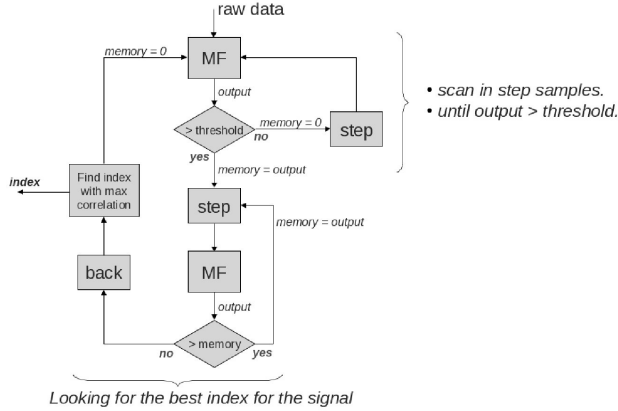 raw data
memory = 0
MF
output
> threshold
memory = 0
no
step
yes
memory = output
• scan in step samples.
• until output > threshold.
index
Find index
with max
correlation
step
memory = output
back
MF
output
> memory
no
yes
Looking for the best index for the signal